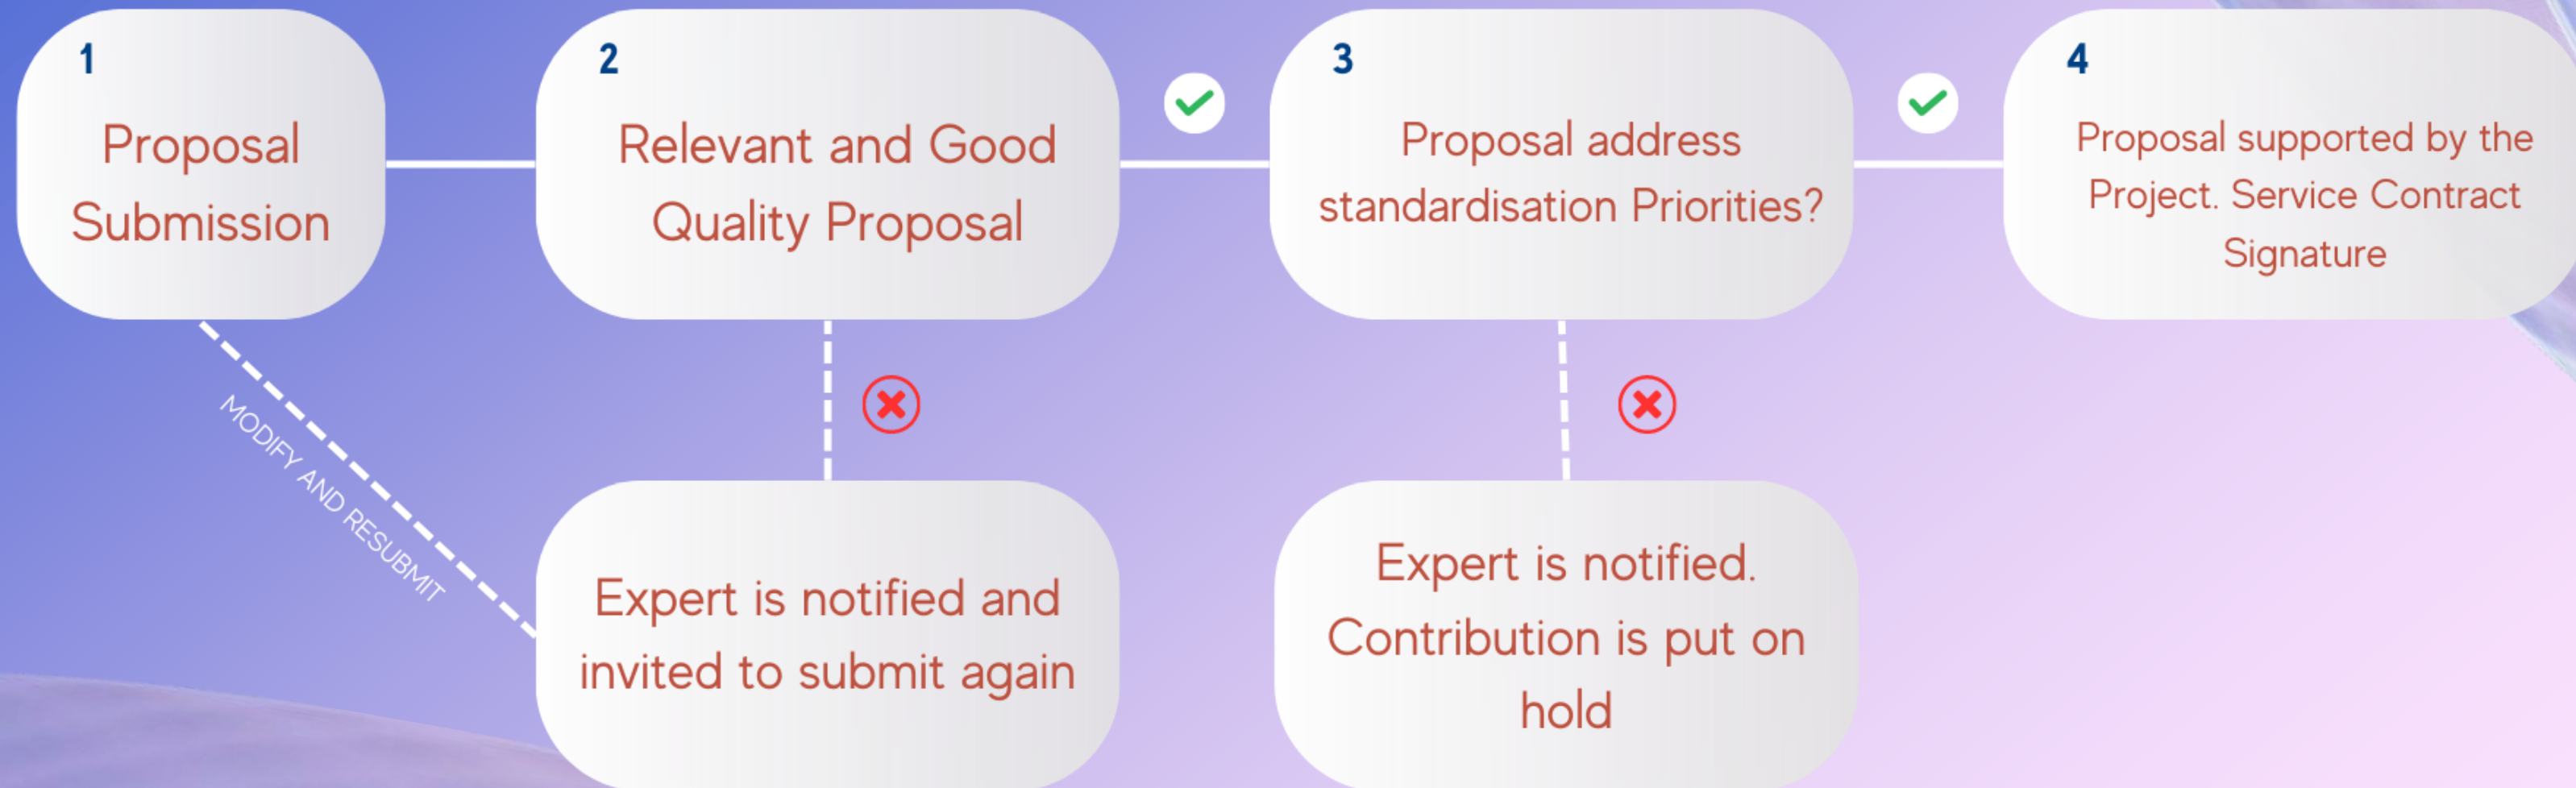 1
Proposal
Submission
2
Relevant and Good
Quality Proposal
3
Proposal address
standardisation Priorities?
4
Proposal supported by the
Project. Service Contract
Signature
MODIFY AND RESUBMIT
Expert is notified and
invited to submit again
Expert is notified.
Contribution is put on
hold